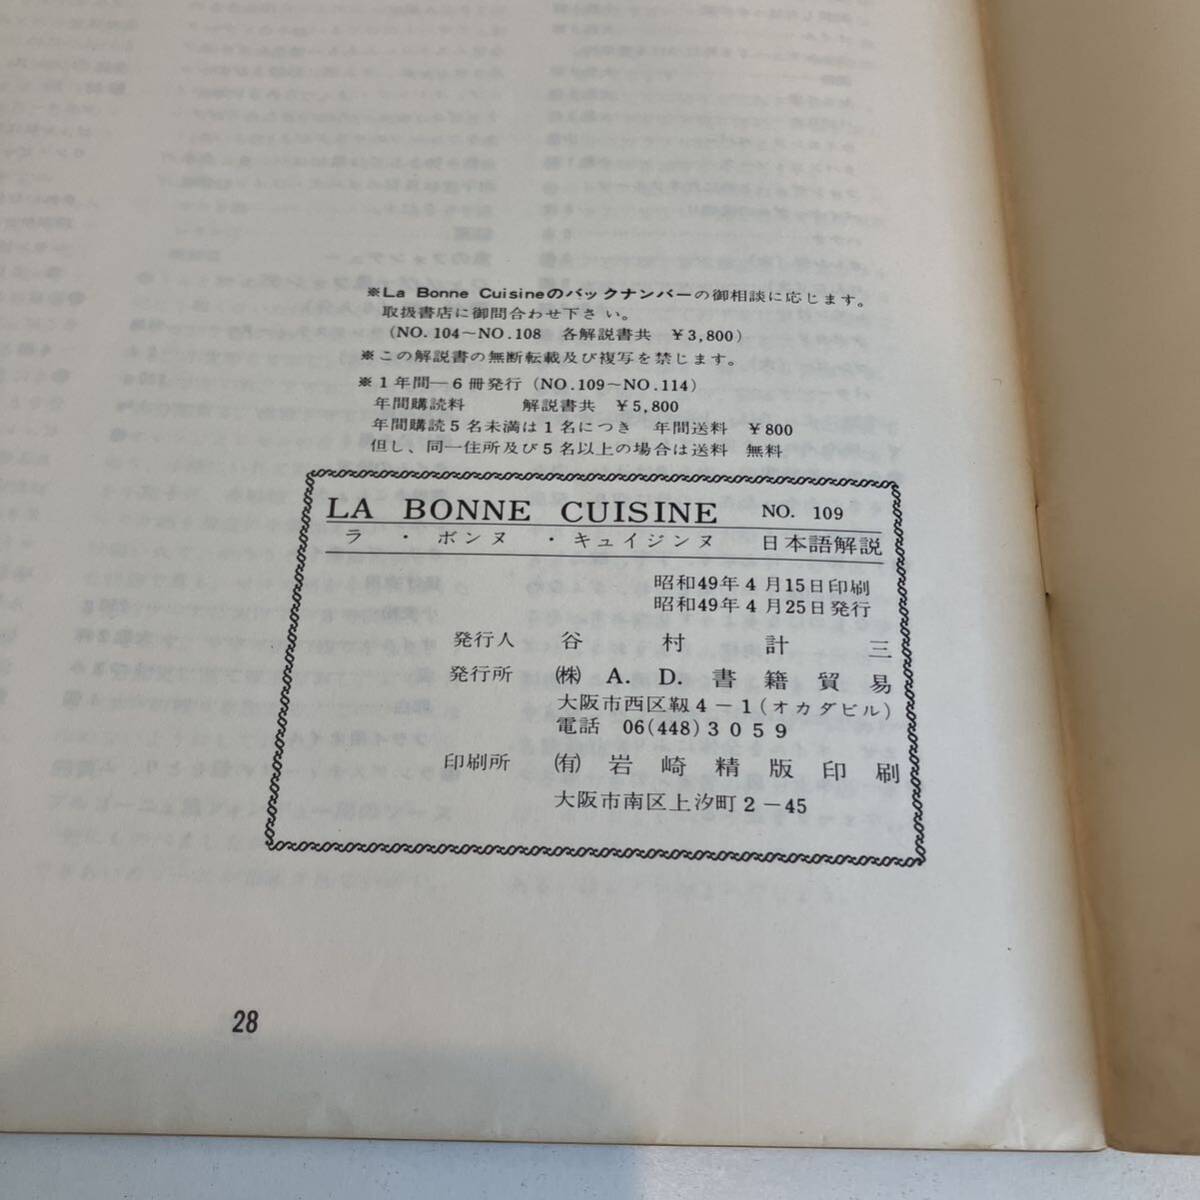 ※La Bonne Cuisineのバックナンバーの御相談に応じます。
取扱書店に御問合わせ下さい。
(NO. 104～NO. 108　各解説書共　¥3,800)
※この解説書の無断転載及び複写を禁じます。
※1年間―6冊発行(NO.109～NO.114)
年間購読料　解説書共　¥5,800
年間購読5名未満は1名につき　年間送料　¥800
但し、同一住所及び5名以上の場合は送料　無料
LA BONNE CUISINE NO. 109
ラ・ボンヌ・キュイジンヌ　日本語解説
昭和49年4月15日印刷
昭和49年4月25日発行
発行人　谷村計三
発行所　㈱ A. D. 書籍貿易
大阪市西区靱4－1(オカダビル)
電話　06(448)3059
印刷所　㈲ 岩崎精版印刷
大阪市南区上汐町2－45
28